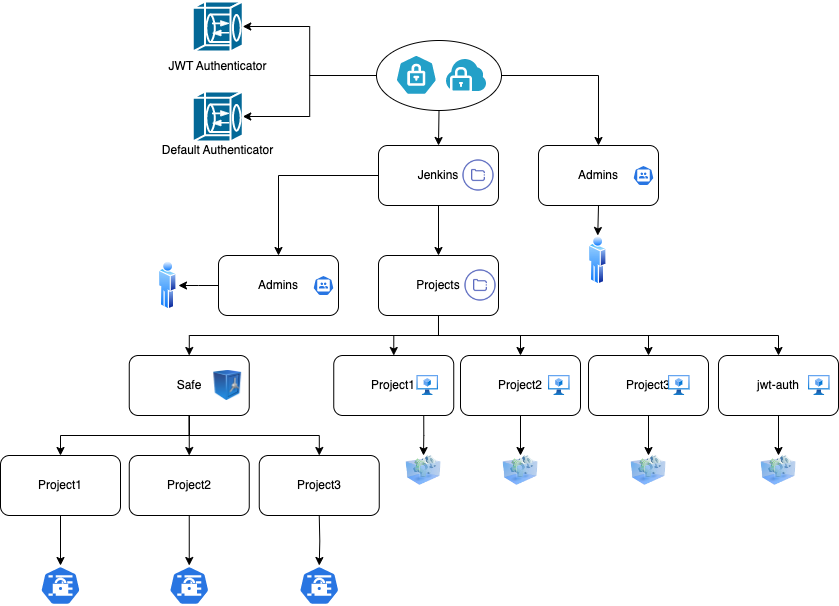 JWT Authenticator
Default Authenticator
Jenkins
Admins
Admins
Projects
Safe
Project1
Project2
Project3
jwt-auth
Project1
Project2
Project3